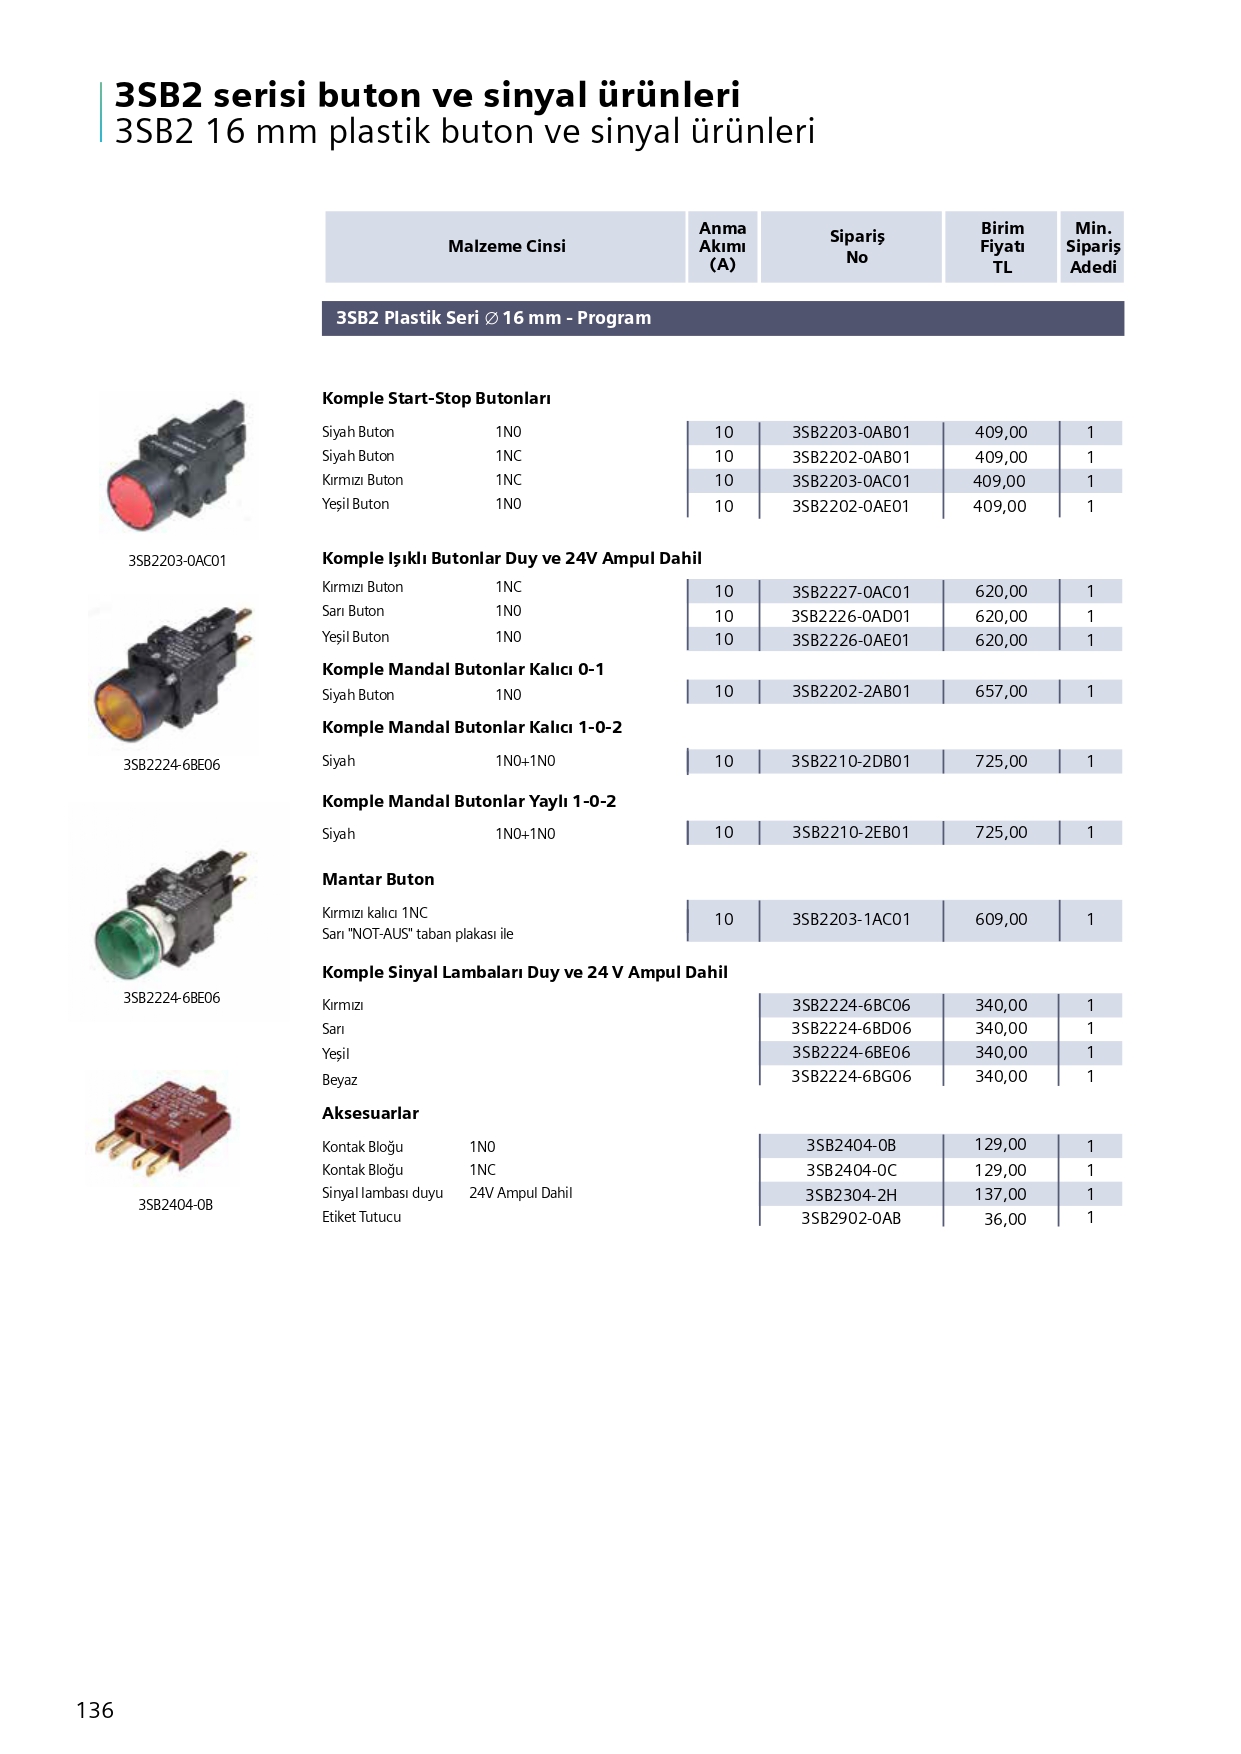 3SB2 serisi buton ve sinyal ürünleri
3SB2 16 mm plastik buton ve sinyal ürünleri
Malzeme Cinsi
Anma
Akımı
(A)
Sipariş
No
Birim
Fiyatı
TL
Min.
Sipariş
Adedi
3SB2 Plastik Seri ∅ 16 mm - Program
Komple Start-Stop Butonları
Siyah Buton 1N0 10 3SB2203-0AB01 409,00 1
Siyah Buton 1NC 10 3SB2202-0AB01 409,00 1
Kırmızı Buton 1NC 10 3SB2203-0AC01 409,00 1
Yeşil Buton 1N0 10 3SB2202-0AE01 409,00 1
3SB2203-0AC01
Komple Işıklı Butonlar Duy ve 24V Ampul Dahil
Kırmızı Buton 1NC 10 3SB2227-0AC01 620,00 1
Sarı Buton 1N0 10 3SB2226-0AD01 620,00 1
Yeşil Buton 1N0 10 3SB2226-0AE01 620,00 1
Komple Mandal Butonlar Kalıcı 0-1
Siyah Buton 1N0 10 3SB2202-2AB01 657,00 1
Komple Mandal Butonlar Kalıcı 1-0-2
Siyah 1N0+1N0 10 3SB2210-2DB01 725,00 1
3SB2224-6BE06
Komple Mandal Butonlar Yaylı 1-0-2
Siyah 1N0+1N0 10 3SB2210-2EB01 725,00 1
Mantar Buton
Kırmızı kalıcı 1NC
Sarı "NOT-AUS" taban plakası ile
10 3SB2203-1AC01 609,00 1
Komple Sinyal Lambaları Duy ve 24 V Ampul Dahil
3SB2224-6BE06
Kırmızı 3SB2224-6BC06 340,00 1
Sarı 3SB2224-6BD06 340,00 1
Yeşil 3SB2224-6BE06 340,00 1
Beyaz 3SB2224-6BG06 340,00 1
Aksesuarlar
Kontak Bloğu 1N0 3SB2404-0B 129,00 1
Kontak Bloğu 1NC 3SB2404-0C 129,00 1
Sinyal lambası duyu 24V Ampul Dahil 3SB2304-2H 137,00 1
Etiket Tutucu 3SB2902-0AB 36,00 1
3SB2404-0B
136